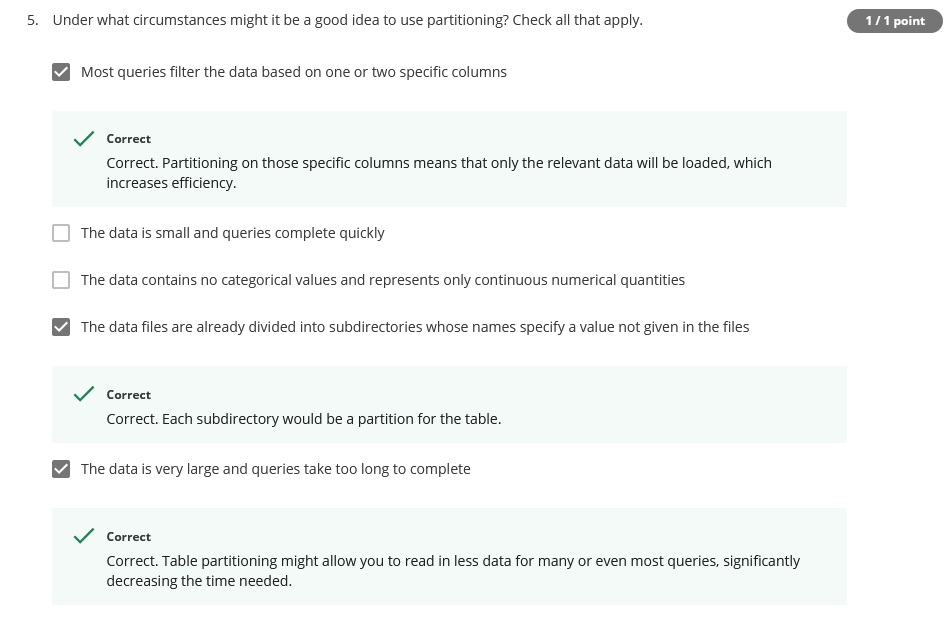 5. Under what circumstances might it be a good idea to use partitioning? Check all that apply.
1 / 1 point
Most queries filter the data based on one or two specific columns
Correct
Correct. Partitioning on those specific columns means that only the relevant data will be loaded, which
increases efficiency.
The data is small and queries complete quickly
The data contains no categorical values and represents only continuous numerical quantities
The data files are already divided into subdirectories whose names specify a value not given in the files
Correct
Correct. Each subdirectory would be a partition for the table.
The data is very large and queries take too long to complete
Correct
Correct. Table partitioning might allow you to read in less data for many or even most queries, significantly
decreasing the time needed.